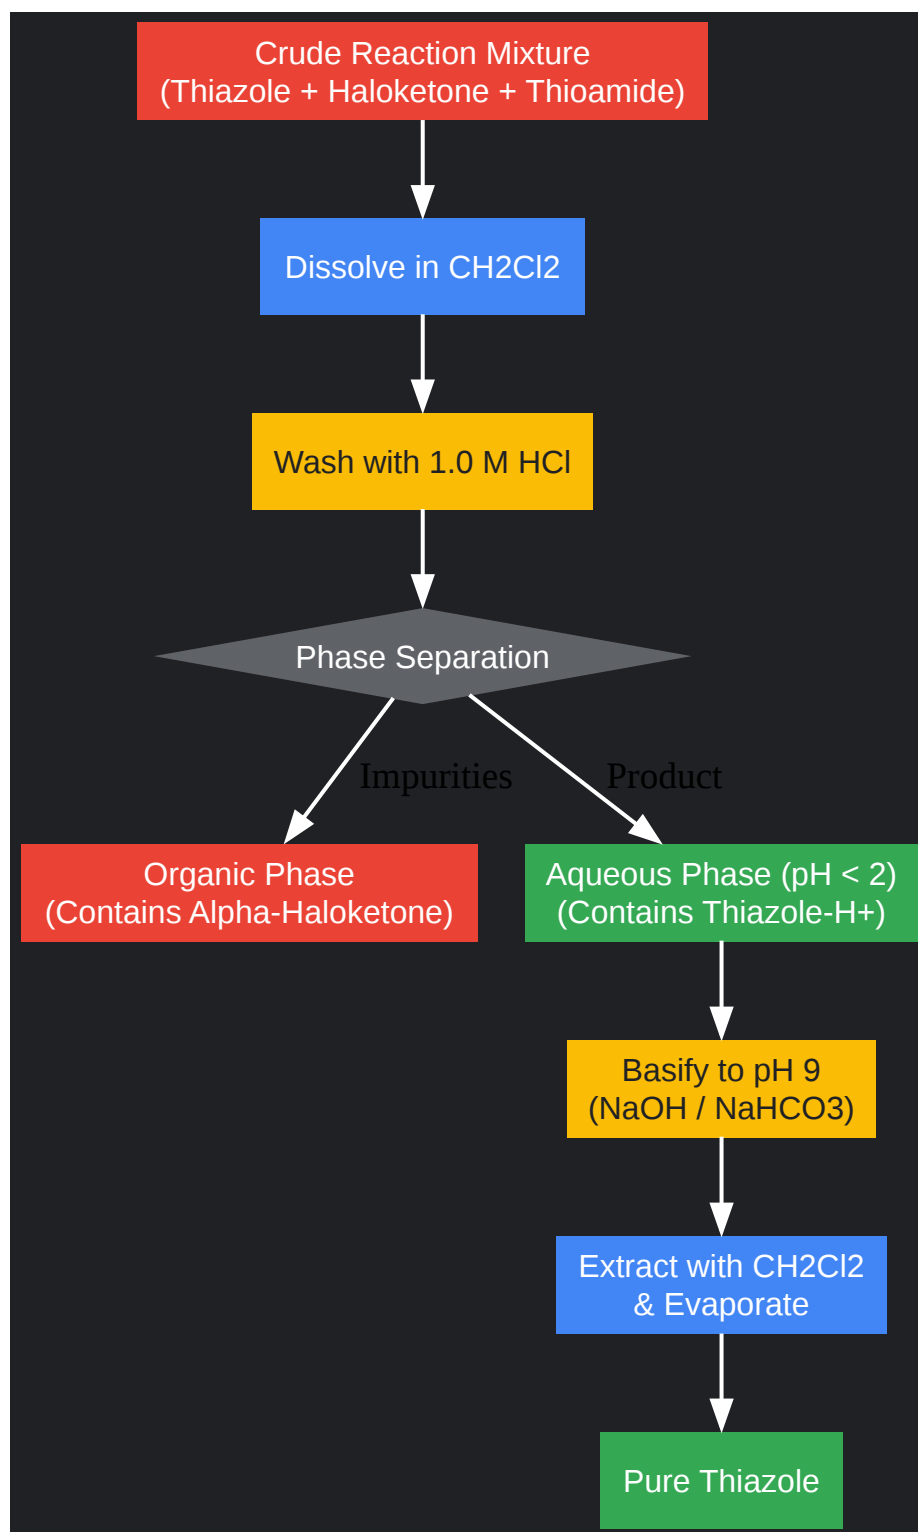 Crude Reaction Mixture
(Thiazole + Haloketone + Thioamide)
Dissolve in CH2Cl2
Wash with 1.0 M HCl
Phase Separation
Impurities
Product
Organic Phase
(Contains Alpha-Haloketone)
Aqueous Phase (pH < 2)
(Contains Thiazole-H+)
Basify to pH 9
(NaOH / NaHCO3)
Extract with CH2Cl2
& Evaporate
Pure Thiazole